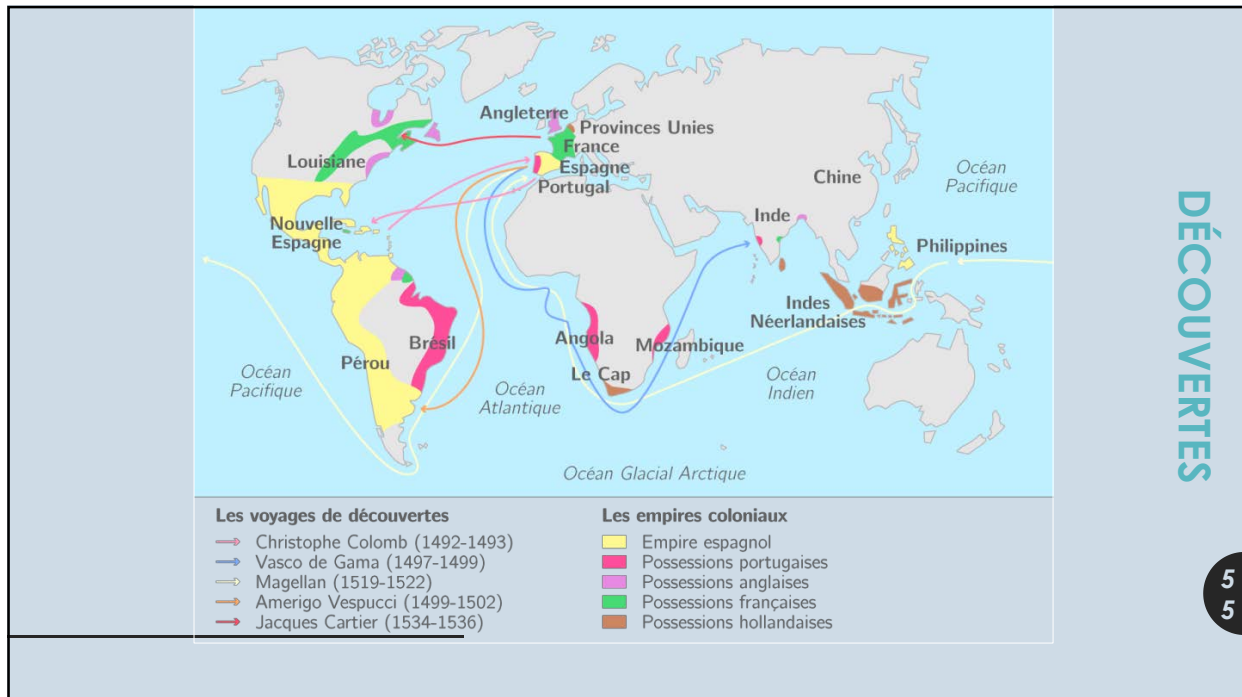 Angleterre
Provinces Unies
France
Louisiane
Espagne
Portugal
Océan
Pacifique
Chine
Inde
Nouvelle
Espagne
Philippines
Indes
Néerlandaises
Angola
Mozambique
Brésil
Pérou
Le Cap
Océan
Pacifique
Océan
Atlantique
Océan
Indien
Océan Glacial Arctique
Les voyages de découvertes
Christophe Colomb (1492-1493)
Vasco de Gama (1497-1499)
Magellan (1519-1522)
Amerigo Vespucci (1499-1502)
Jacques Cartier (1534-1536)
Les empires coloniaux
Empire espagnol
Possessions portugaises
Possessions anglaises
Possessions françaises
Possessions hollandaises
DÉCOUVERTES
5
5